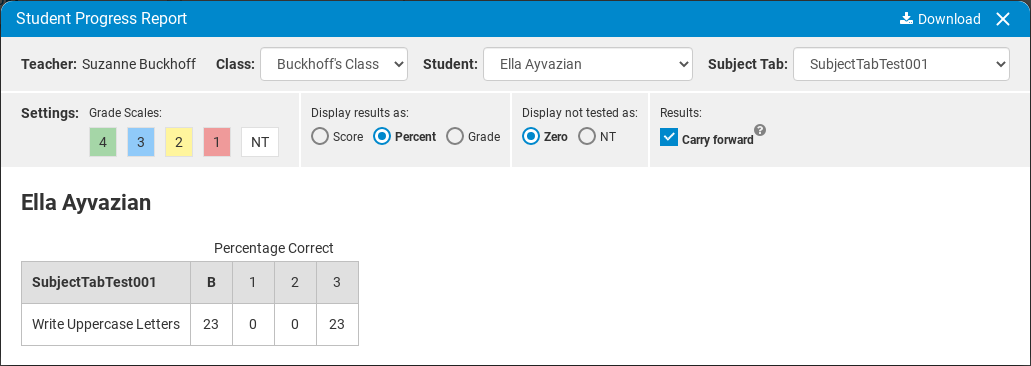 Student Progress Report
Download
Teacher: Suzanne Buckhoff Class: Buckhoff's Class Student: Ella Ayvazian Subject Tab: SubjectTabTest001
Settings: Grade Scales: Display results as: Display not tested as: Results:
4 3 2 1 NT Score Percent Grade Zero NT Carry forward ?
Ella Ayvazian
Percentage Correct
SubjectTabTest001 B 1 2 3
Write Uppercase Letters 23 0 0 23